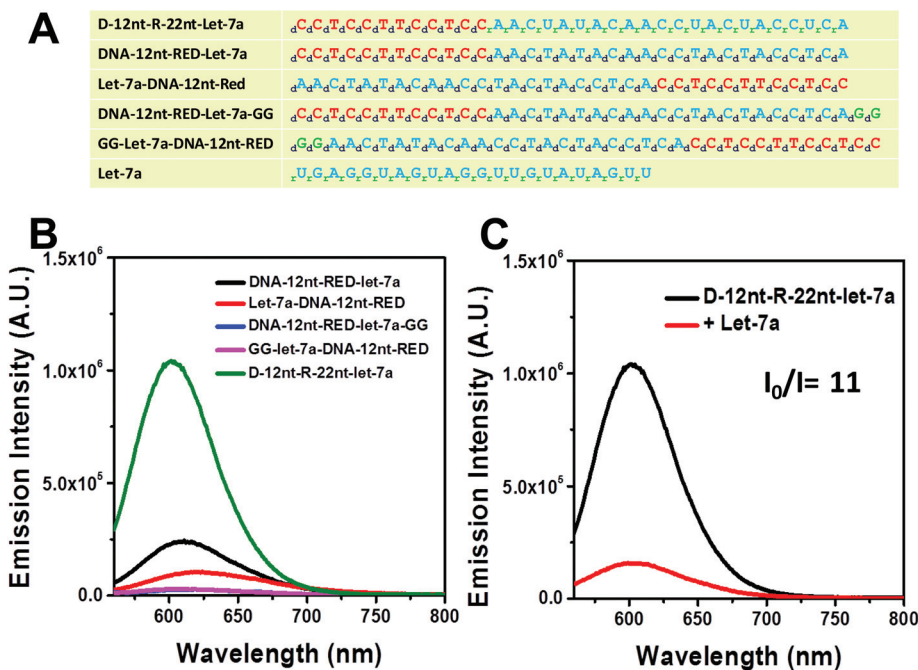 A
D-12nt-R-22nt-Let-7a dCdCdTdCdCdTdTdCdCdTdCdCrArArCrUrArUrArCrArArCrCrUrArCrUrArCrCrUrCrA
DNA-12nt-RED-Let-7a dCdCdTdCdCdTdTdCdCdTdCdCdAdAdCdTdAdTdAdCdAdAdCdCdTdAdCdTdAdCdCdTdCdA
Let-7a-DNA-12nt-Red dAdAdCdTdAdTdAdCdAdAdCdCdTdAdCdTdAdCdCdTdCdAdCdCdTdCdCdTdTdCdCdTdCdC
DNA-12nt-RED-Let-7a-GG dCdCdTdCdCdTdTdCdCdTdCdCdAdAdCdTdAdTdAdCdAdAdCdCdTdAdCdTdAdCdCdTdCdAdGdG
GG-Let-7a-DNA-12nt-RED dGdGdAdAdCdTdAdTdAdCdAdAdCdCdTdAdCdTdAdCdCdTdCdAdCdCdTdCdCdTdTdCdCdTdCdC
Let-7a rUrGrArGrGrUrArGrUrArGrGrUrUrGrUrArUrArGrUrU
B
Emission Intensity (A.U.)
1.5x10⁶
1.0x10⁶
5.0x10⁵
0.0
DNA-12nt-RED-let-7a
Let-7a-DNA-12nt-RED
DNA-12nt-RED-let-7a-GG
GG-let-7a-DNA-12nt-RED
D-12nt-R-22nt-let-7a
600 650 700 750 800
Wavelength (nm)
C
Emission Intensity (A.U.)
1.5x10⁶
1.0x10⁶
5.0x10⁵
0.0
D-12nt-R-22nt-let-7a
+ Let-7a
I₀/I= 11
600 650 700 750 800
Wavelength (nm)